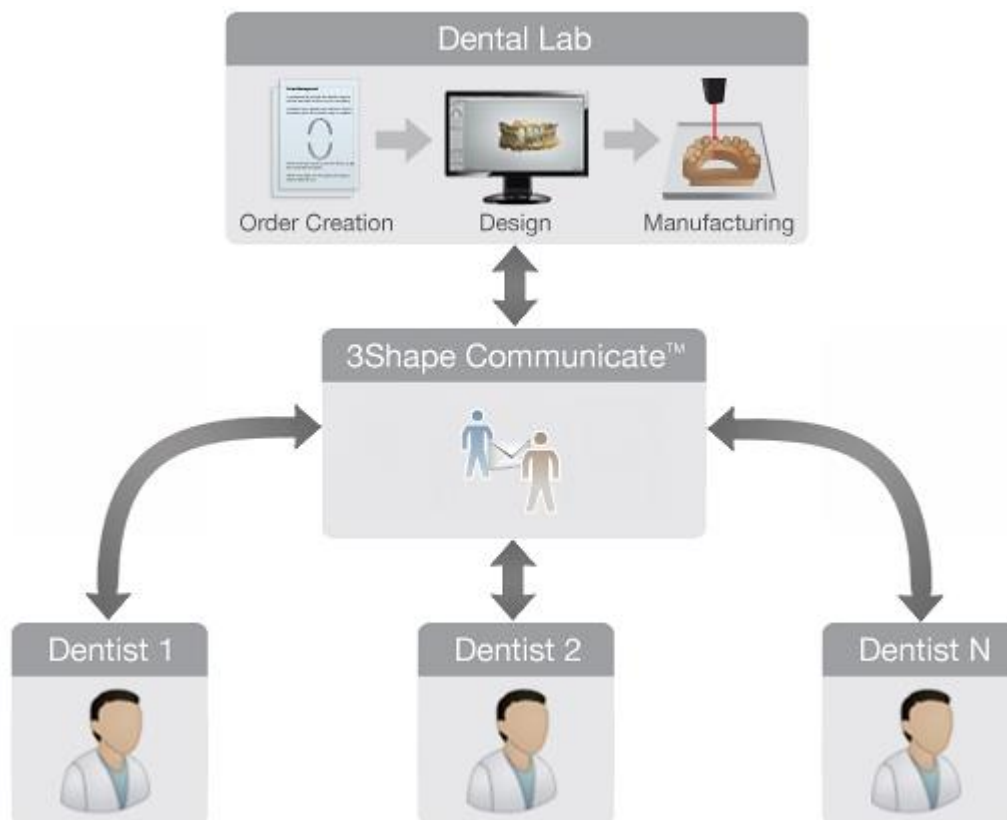 Dental Lab
Order Creation
Design
Manufacturing
3Shape Communicate™
Dentist 1
Dentist 2
Dentist N